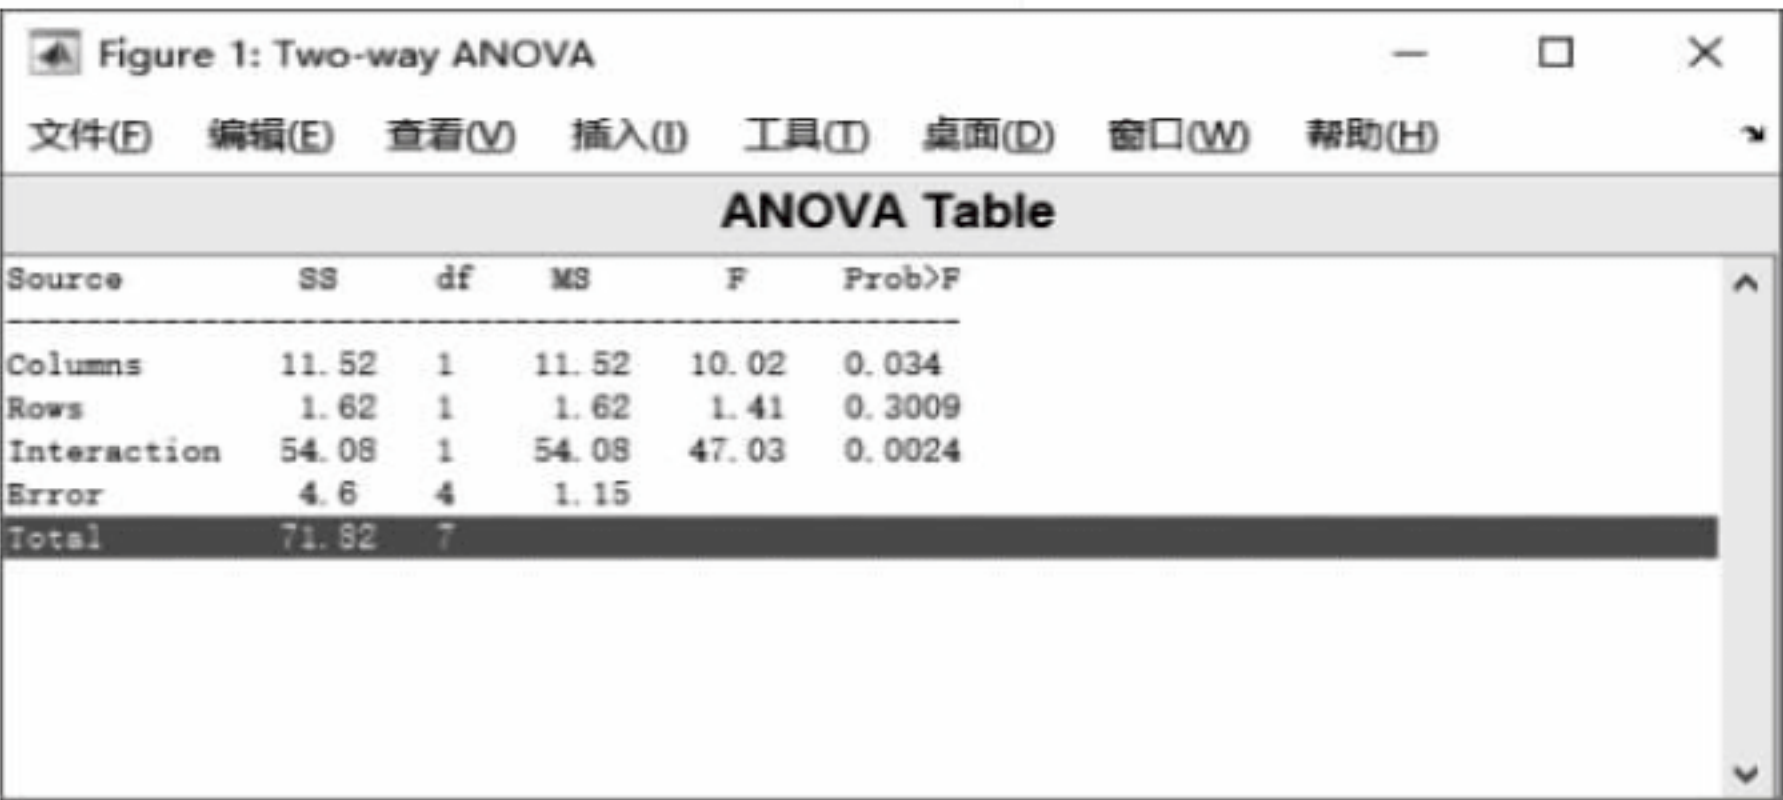 Figure 1: Two-way ANOVA
文件(F) 编辑(E) 查看(V) 插入(I) 工具(T) 桌面(D) 窗口(W) 帮助(H)
ANOVA Table
Source SS df MS F Prob>F
Columns 11.52 1 11.52 10.02 0.034
Rows 1.62 1 1.62 1.41 0.3009
Interaction 54.08 1 54.08 47.03 0.0024
Error 4.6 4 1.15
Total 71.82 7